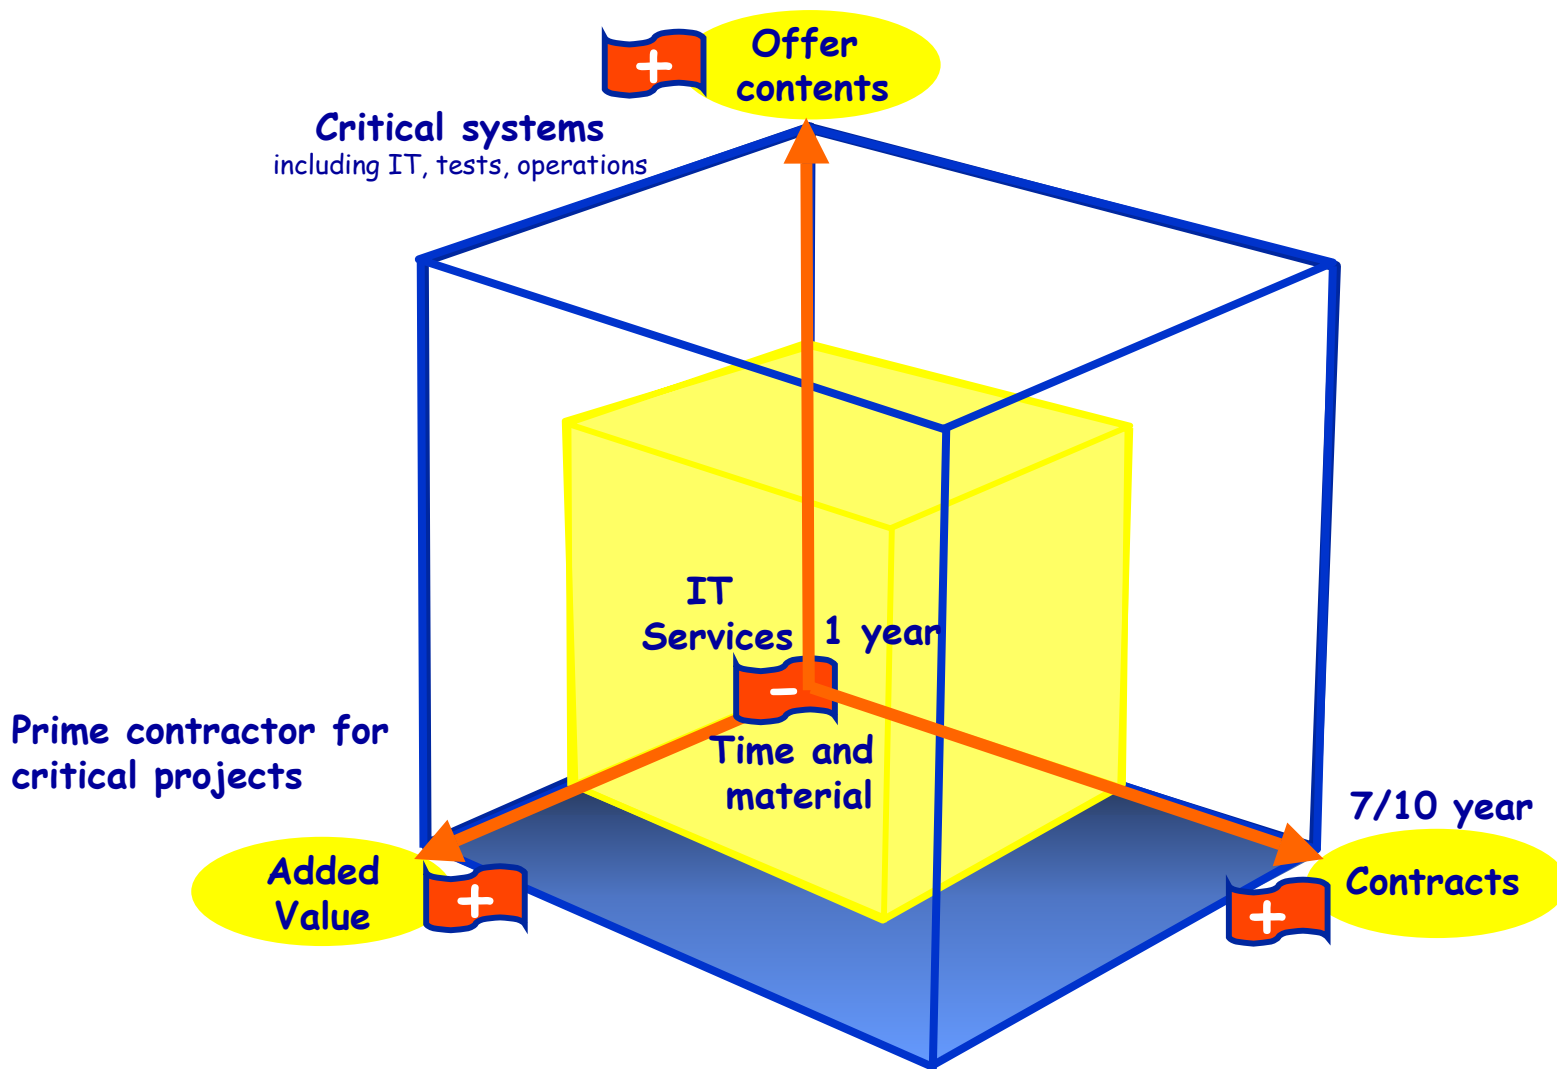 Offer
contents
+
Critical systems
including IT, tests, operations
IT
Services
1 year
-
Time and
material
Prime contractor for
critical projects
7/10 year
Added
Value
+
Contracts
+